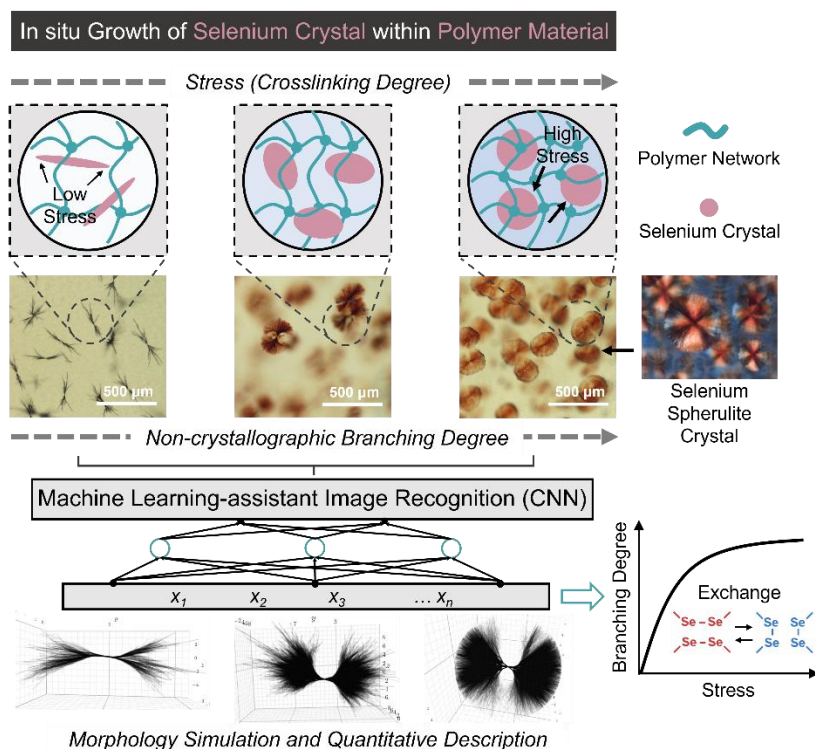 In situ Growth of Selenium Crystal within Polymer Material
Stress (Crosslinking Degree)
Low
Stress
High
Stress
Polymer Network
Selenium Crystal
500 μm
500 μm
500 μm
Selenium
Spherulite
Crystal
Non-crystallographic Branching Degree
Machine Learning-assistant Image Recognition (CNN)
x1 x2 x3 ... xn
Branching Degree
Exchange
Se Se Se Se
Se Se Se Se
Stress
Morphology Simulation and Quantitative Description